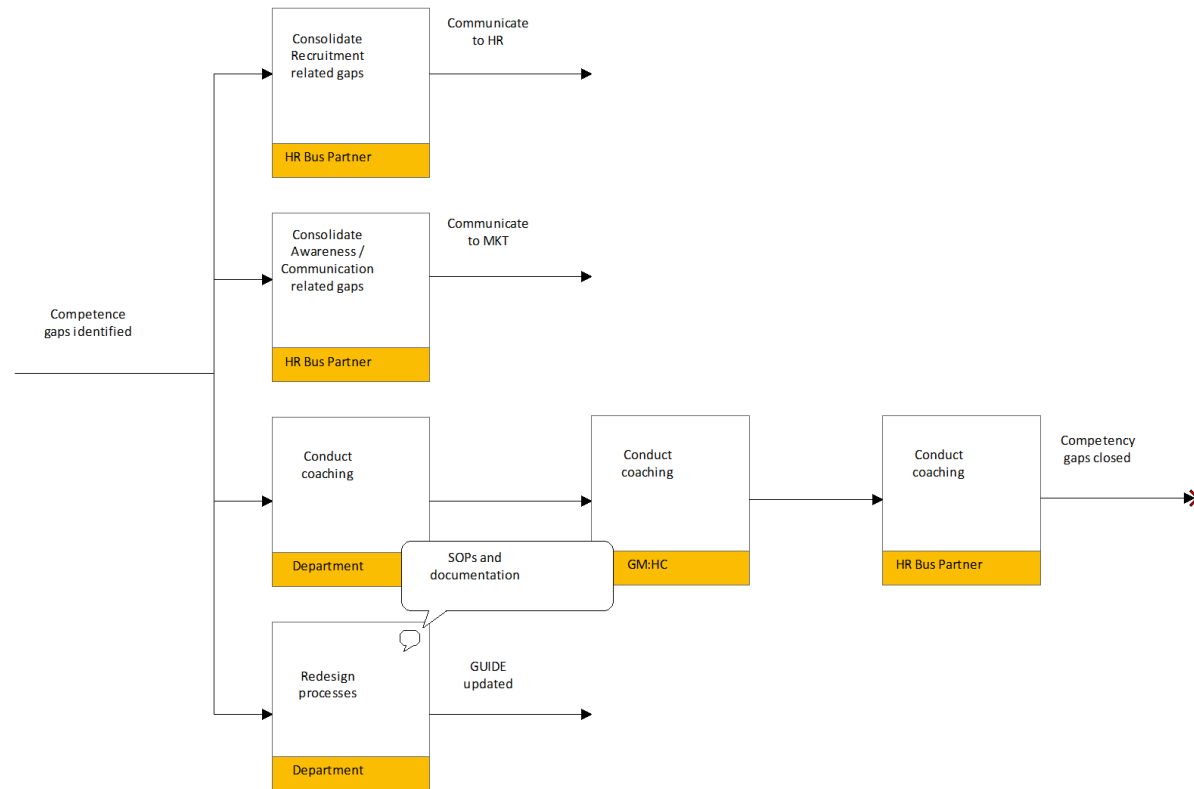 Communicate
to HR
Consolidate
Recruitment
related gaps
HR Bus Partner
Communicate
to MKT
Consolidate
Awareness /
Communication
related gaps
HR Bus Partner
Competence
gaps identified
Conduct
coaching
Department
Conduct
coaching
GM:HC
Conduct
coaching
HR Bus Partner
Competency
gaps closed
SOPs and
documentation
Redesign
processes
Department
GUIDE
updated